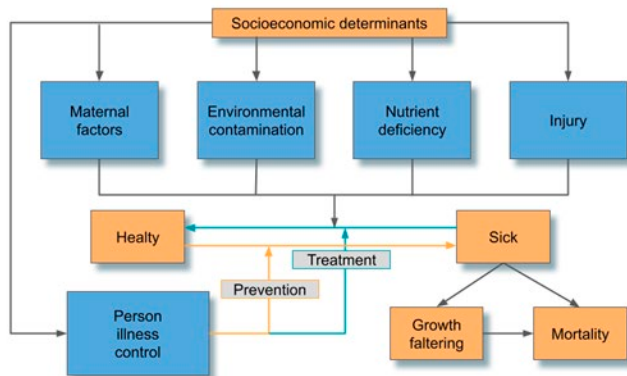 Socioeconomic determinants
Maternal
factors
Environmental
contamination
Nutrient
deficiency
Injury
Healty
Sick
Treatment
Prevention
Person
illness
control
Growth
faltering
Mortality